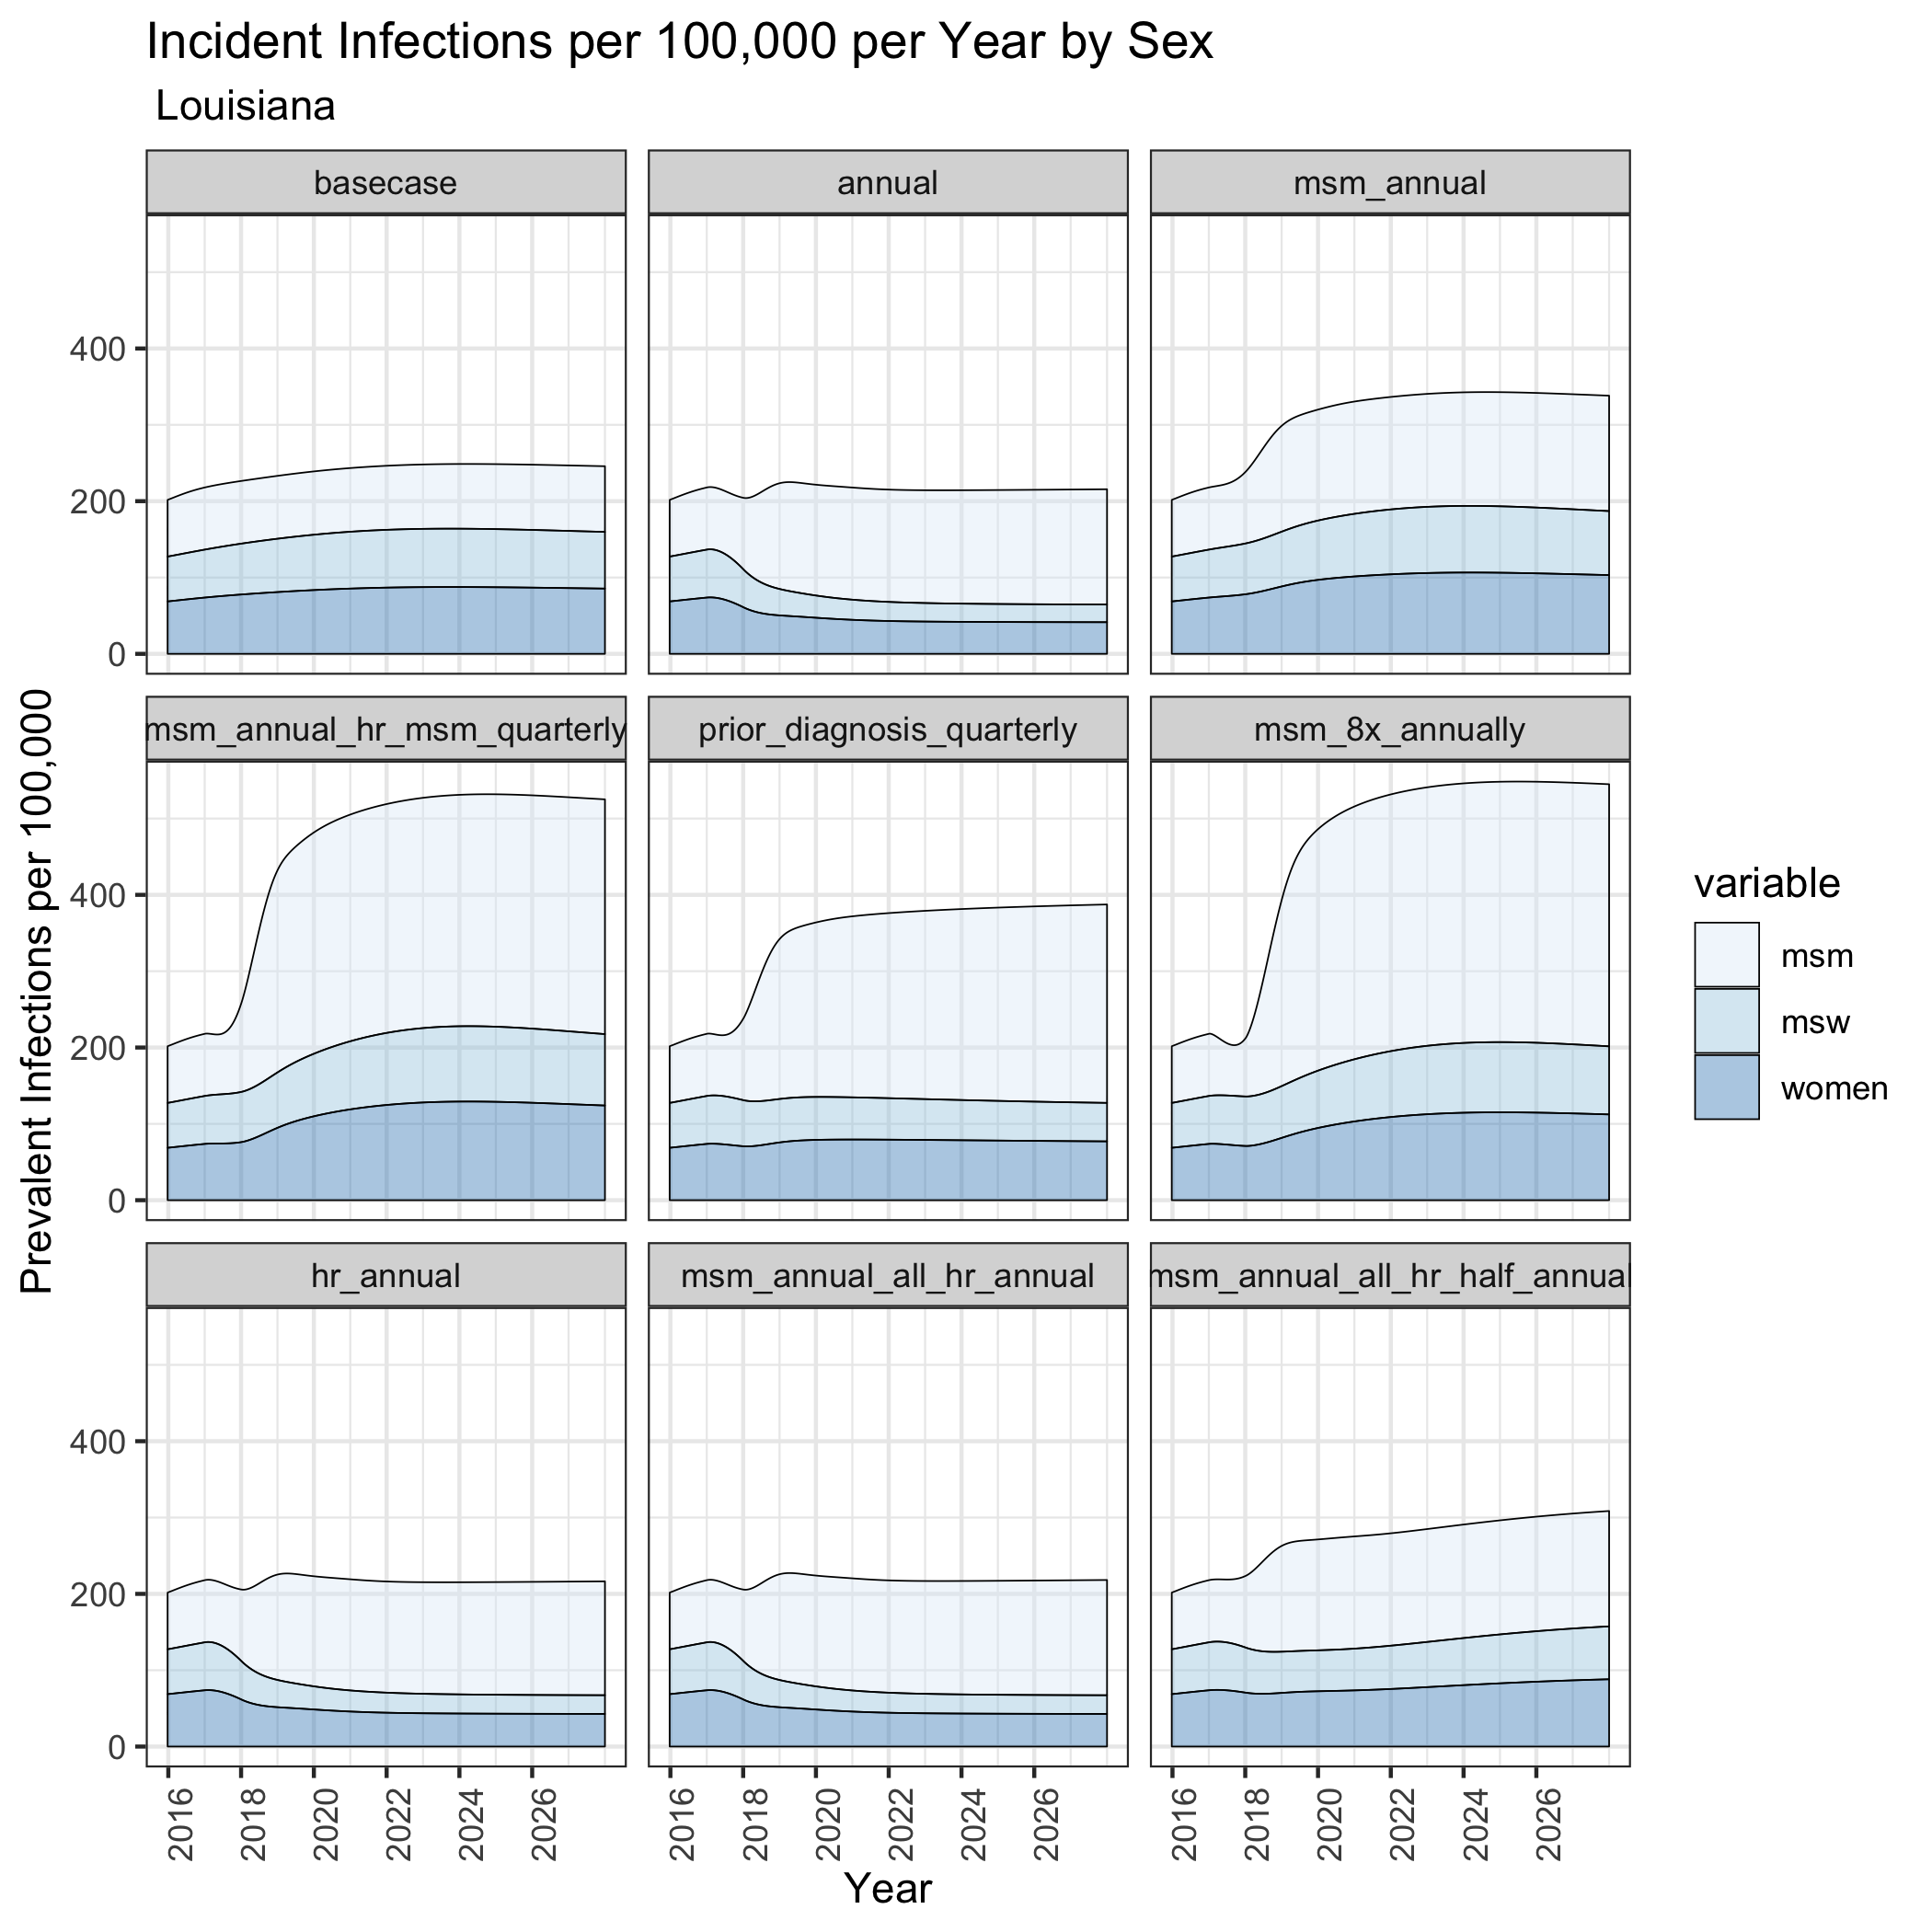 Incident Infections per 100,000 per Year by Sex
Louisiana
basecase
annual
msm_annual
400
200
0
msm_annual_hr_msm_quarterly
prior_diagnosis_quarterly
msm_8x_annually
400
200
0
hr_annual
msm_annual_all_hr_annual
msm_annual_all_hr_half_annual
400
200
0
2016 2018 2020 2022 2024 2026
2016 2018 2020 2022 2024 2026
2016 2018 2020 2022 2024 2026
Year
Prevalent Infections per 100,000
variable
msm
msw
women